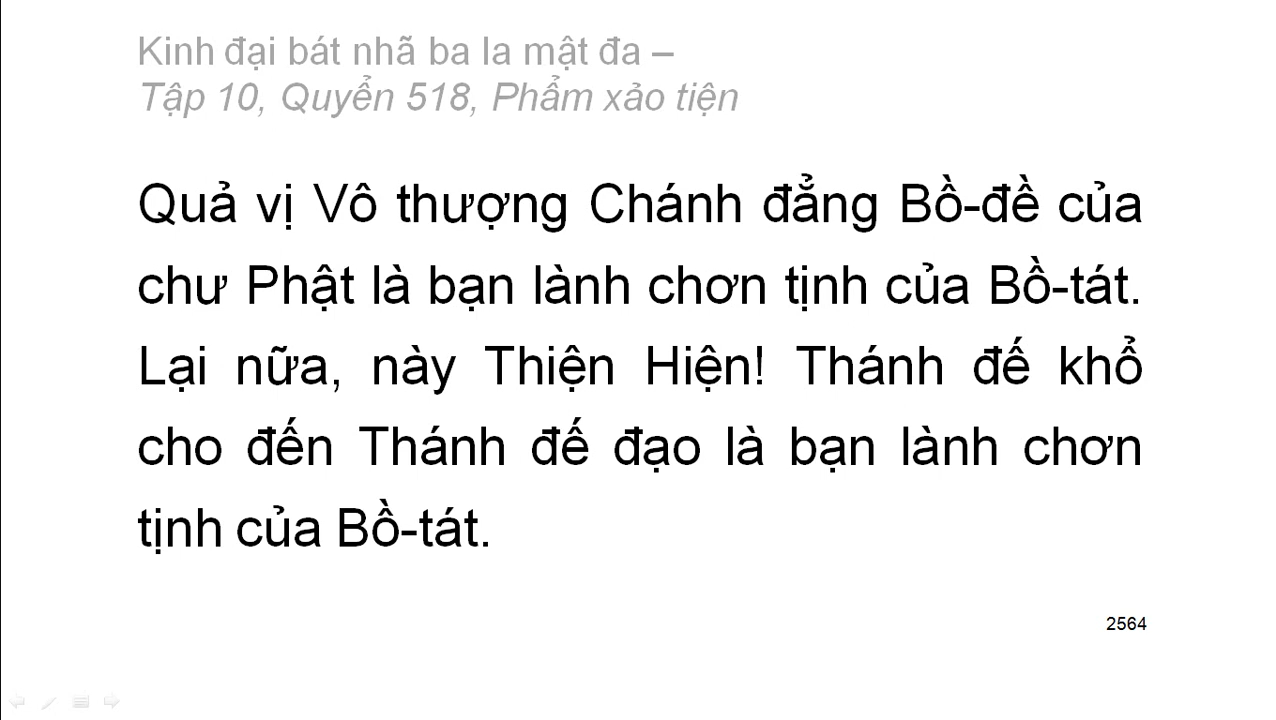 Kinh đại bát nhã ba la mật đa –
Tập 10, Quyển 518, Phẩm xảo tiện
Quả vị Vô thượng Chánh đẳng Bồ-đề của
chư Phật là bạn lành chơn tịnh của Bồ-tát.
Lại nữa, này Thiện Hiện! Thánh đế khổ
cho đến Thánh đế đạo là bạn lành chơn
tịnh của Bồ-tát.
2564